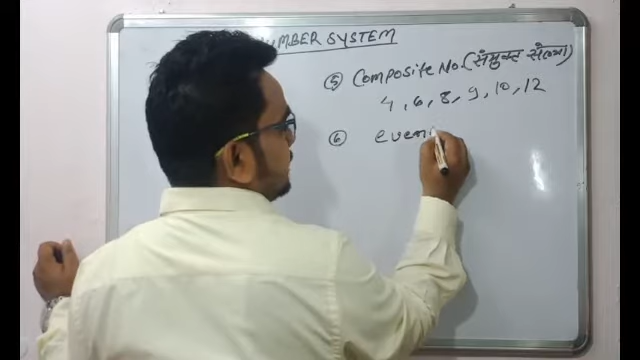 NUMBER SYSTEM
⑤ Composite No. (संयुक्त संख्या)
4, 6, 8, 9, 10, 12
⑥ even